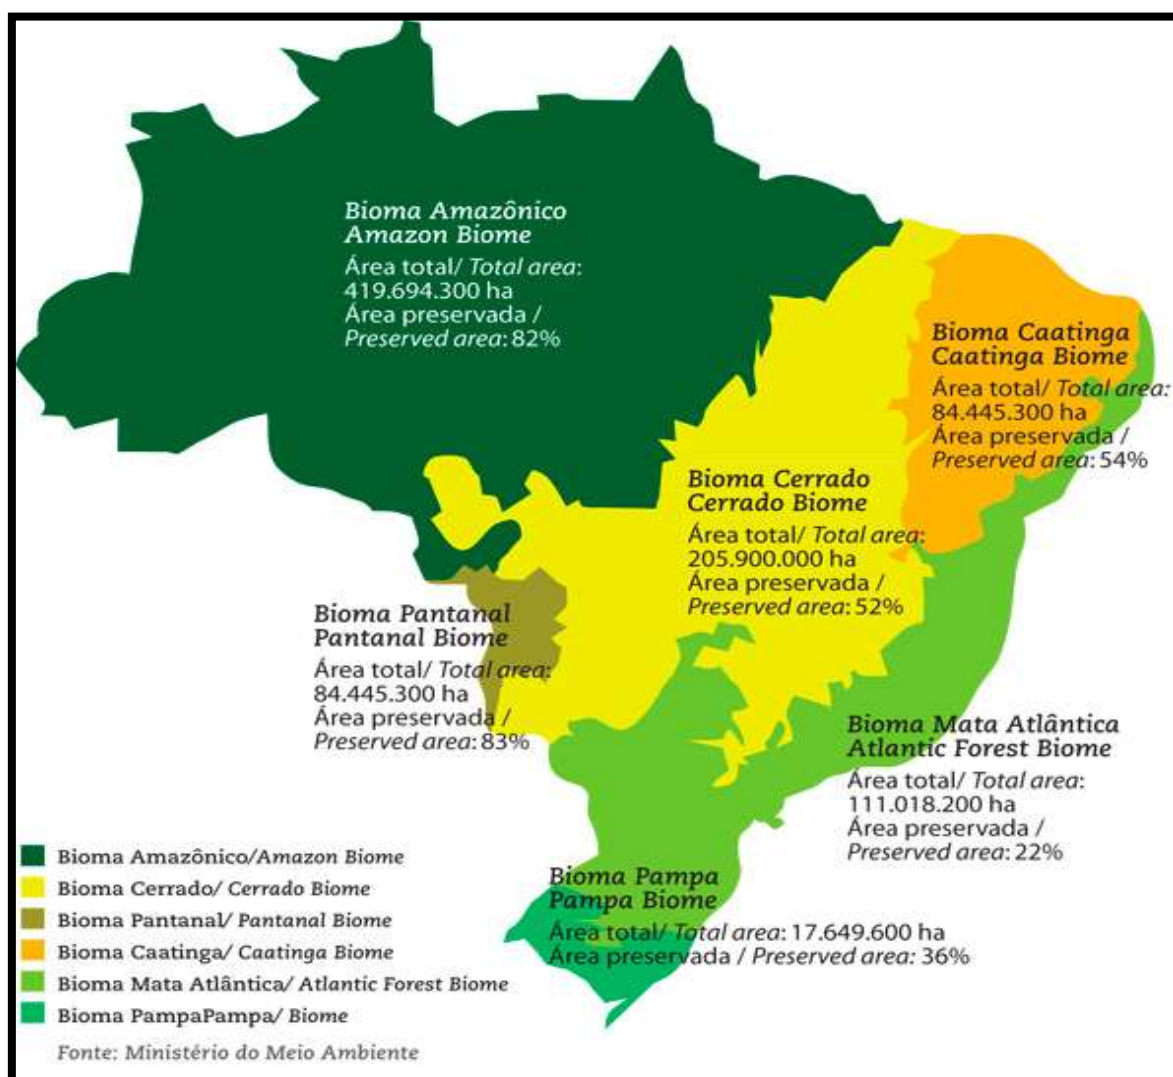 Bioma Amazônico
Amazon Biome
Área total/ Total area:
419.694.300 ha
Área preservada /
Preserved area: 82%
Bioma Caatinga
Caatinga Biome
Área total/ Total area:
84.445.300 ha
Área preservada /
Preserved area: 54%
Bioma Cerrado
Cerrado Biome
Área total/ Total area:
205.900.000 ha
Área preservada /
Preserved area: 52%
Bioma Pantanal
Pantanal Biome
Área total/ Total area:
84.445.300 ha
Área preservada /
Preserved area: 83%
Bioma Mata Atlântica
Atlantic Forest Biome
Área total/ Total area:
111.018.200 ha
Área preservada /
Preserved area: 22%
Bioma Pampa
Pampa Biome
Área total/ Total area: 17.649.600 ha
Área preservada / Preserved area: 36%
Bioma Amazônico/Amazon Biome
Bioma Cerrado/ Cerrado Biome
Bioma Pantanal/ Pantanal Biome
Bioma Caatinga/ Caatinga Biome
Bioma Mata Atlântica/ Atlantic Forest Biome
Bioma PampaPampa/ Biome
Fonte: Ministério do Meio Ambiente